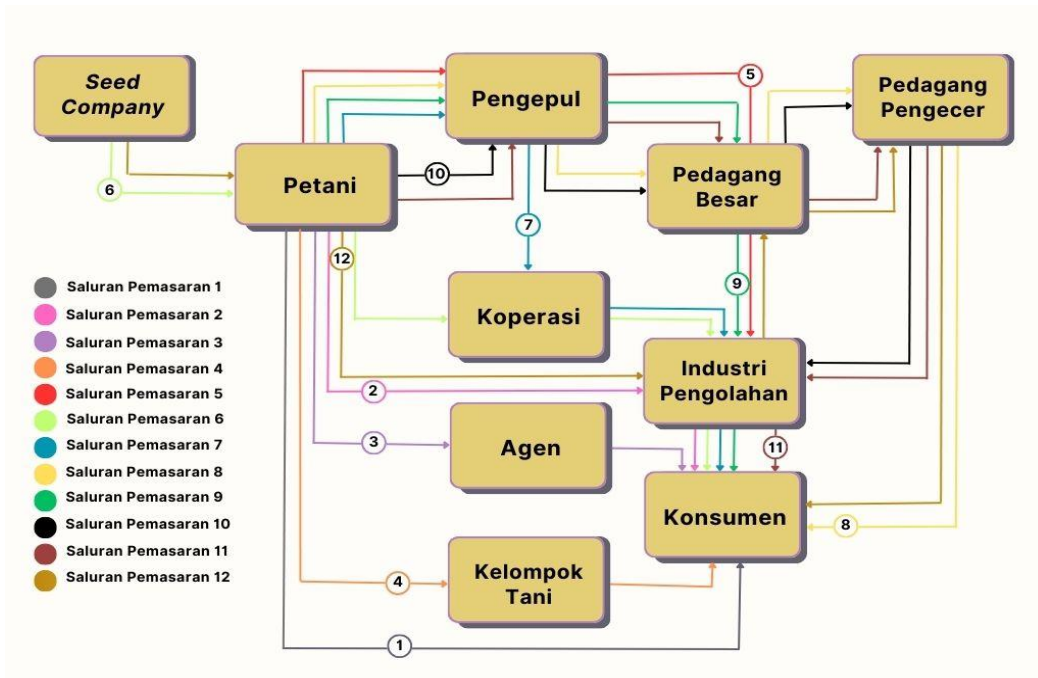 Seed
Company
Petani
Pengepul
Pedagang
Besar
Pedagang
Pengecer
Koperasi
Industri
Pengolahan
Agen
Konsumen
Kelompok
Tani
5
10
6
7
12
9
2
3
11
8
4
1
Saluran Pemasaran 1
Saluran Pemasaran 2
Saluran Pemasaran 3
Saluran Pemasaran 4
Saluran Pemasaran 5
Saluran Pemasaran 6
Saluran Pemasaran 7
Saluran Pemasaran 8
Saluran Pemasaran 9
Saluran Pemasaran 10
Saluran Pemasaran 11
Saluran Pemasaran 12